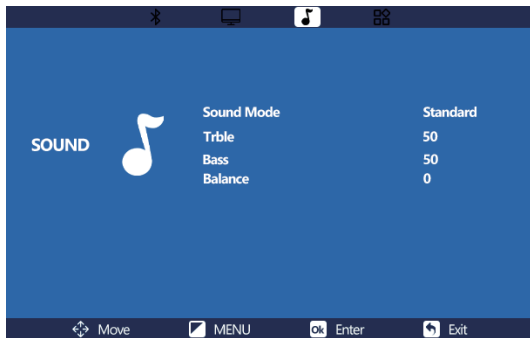 SOUND
Sound Mode Standard
Trble 50
Bass 50
Balance 0
Move MENU Ok Enter Exit